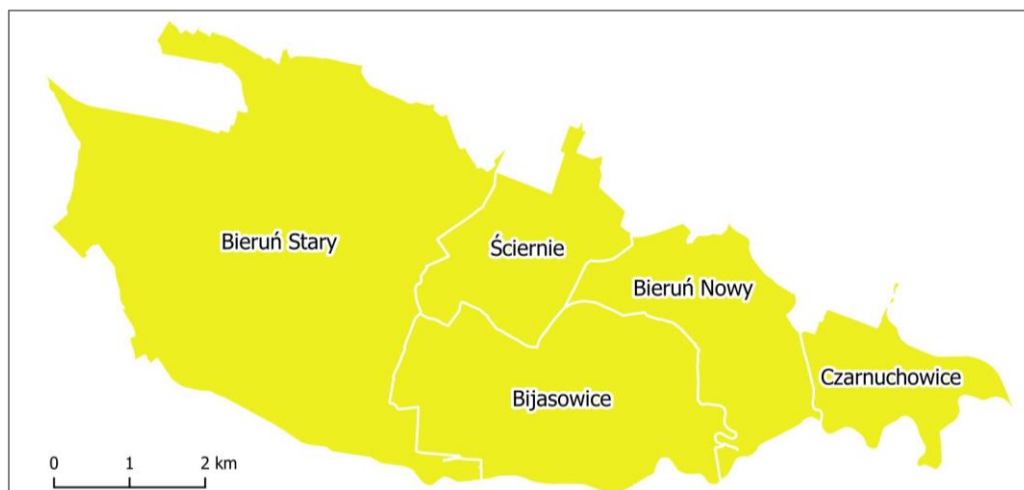 Bieruń Stary
Ściernie
Bieruń Nowy
Czarnuchowice
Bijasowice
0 1 2 km